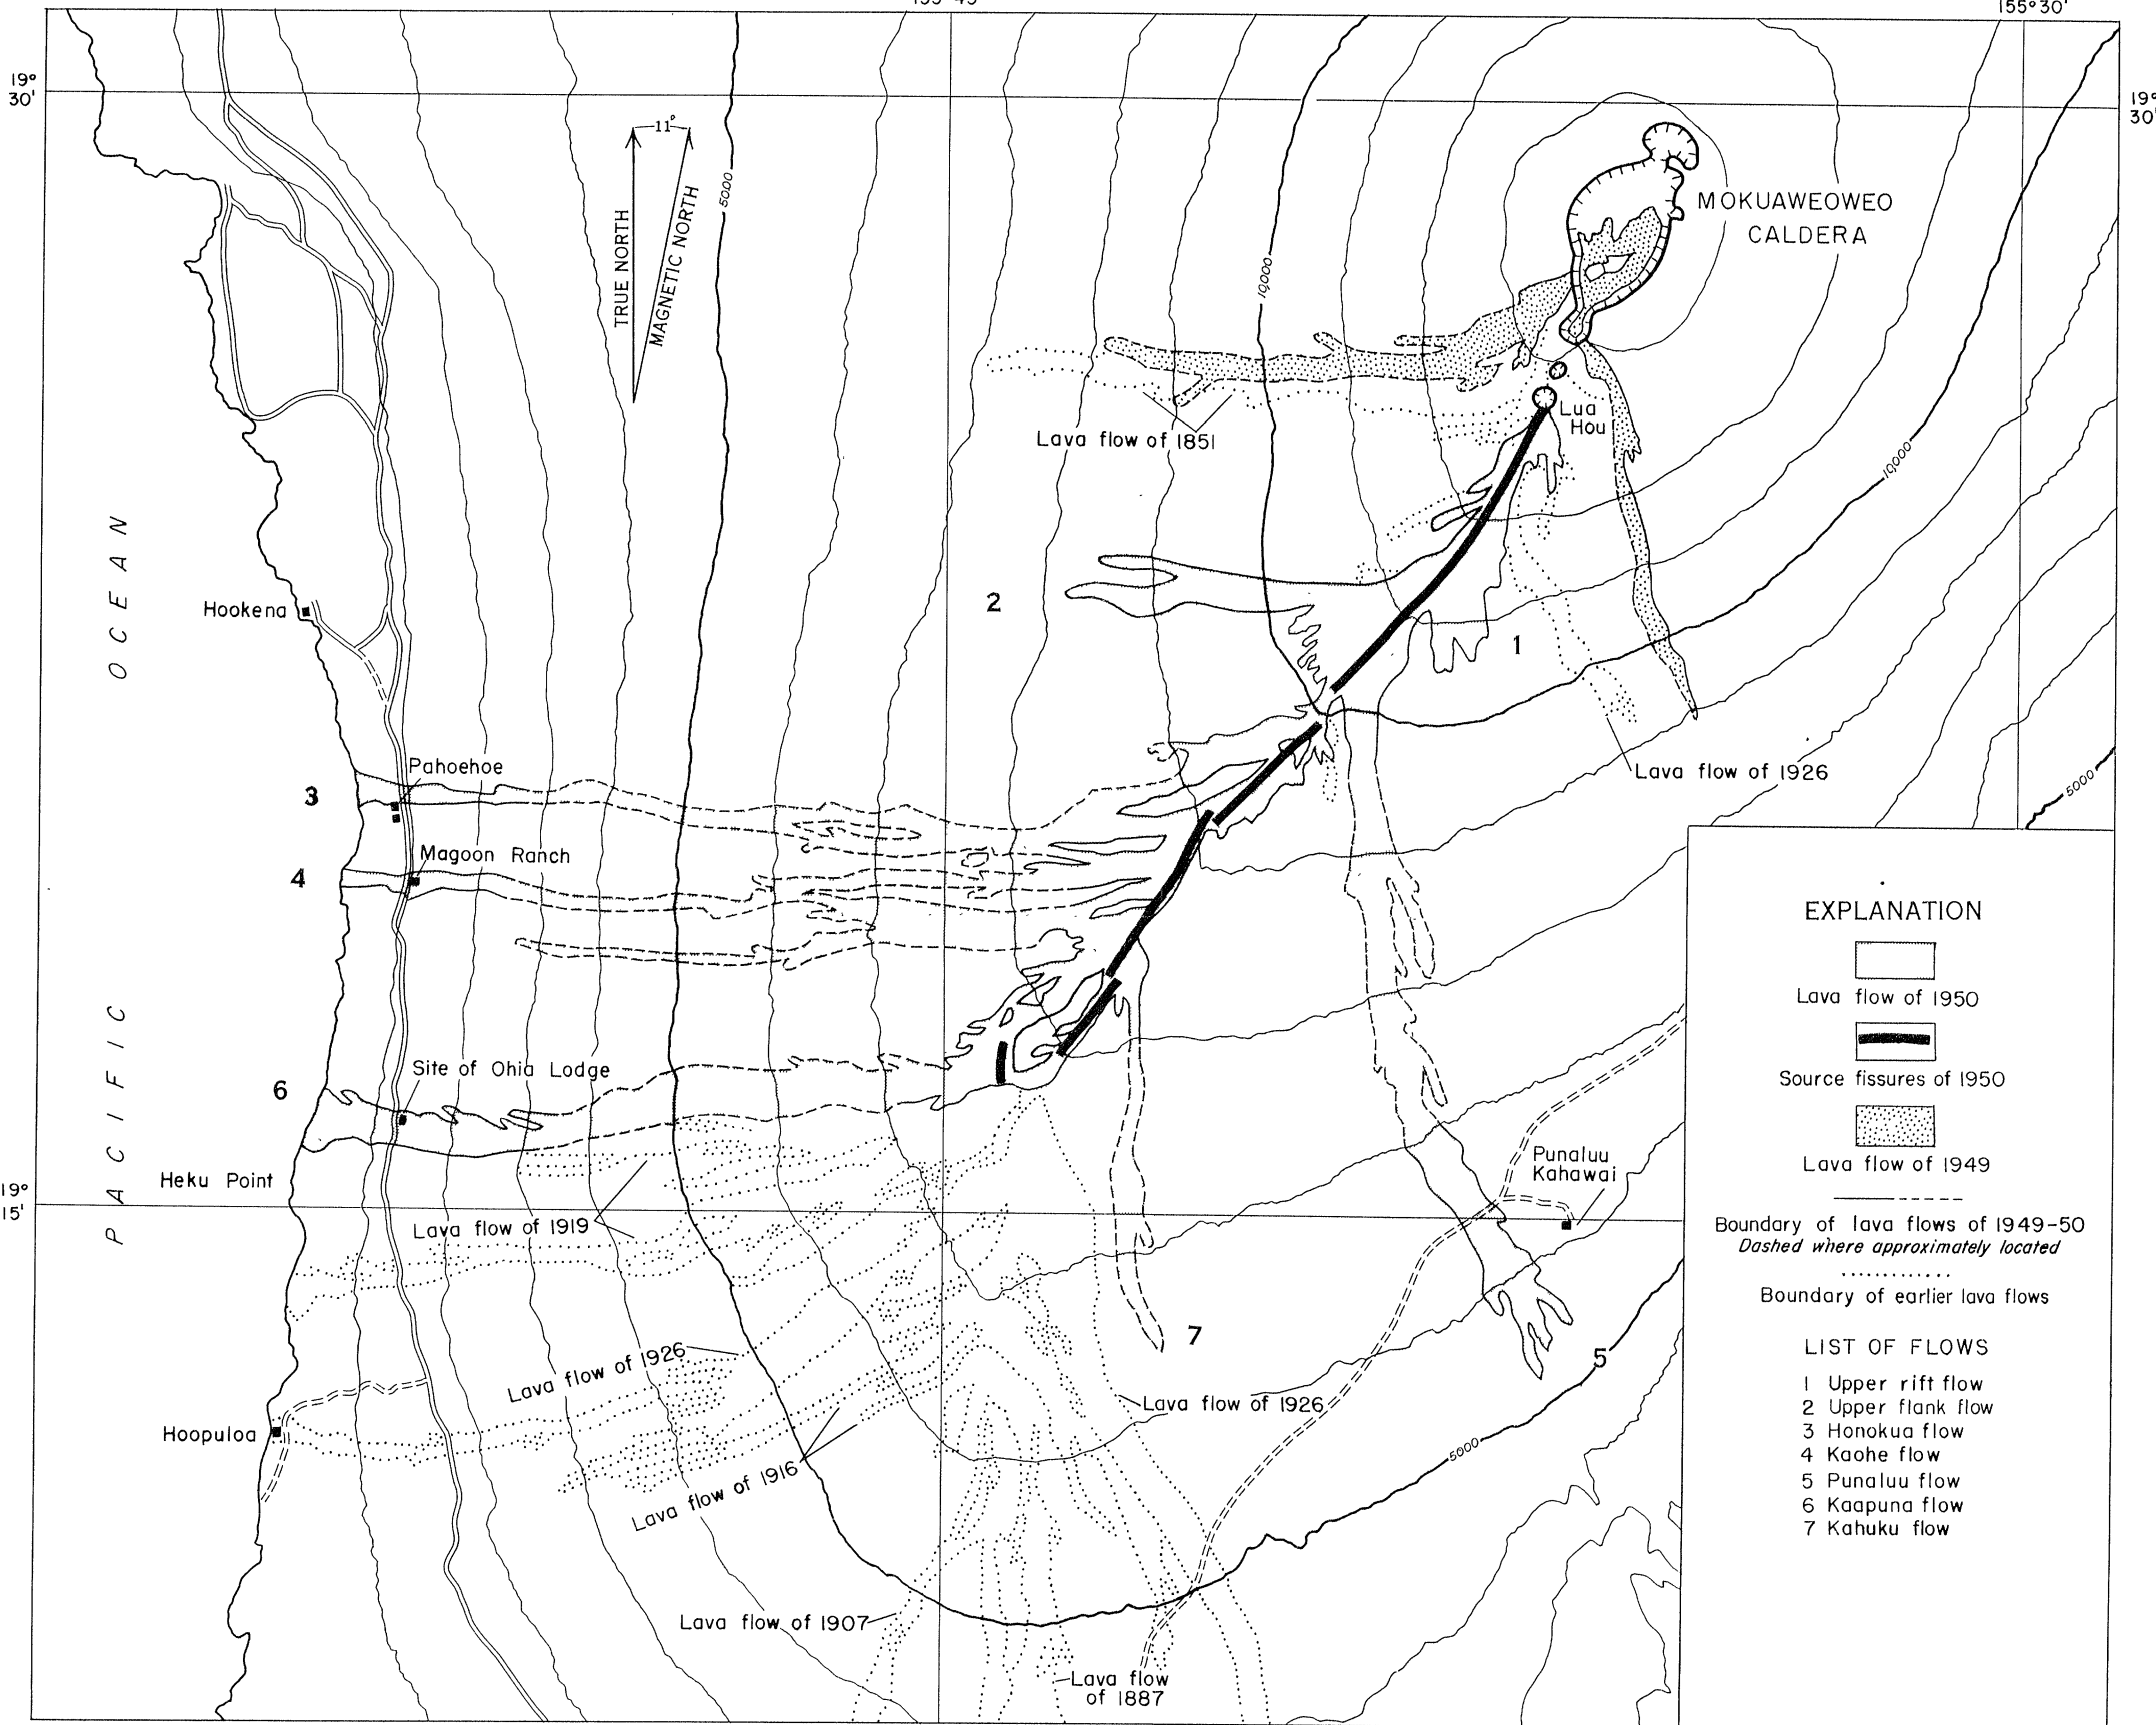 155°30'
19°
30'
19°
30'
11°
TRUE NORTH
MAGNETIC NORTH
5000
10,000
MOKUAWEOWEO
CALDERA
Lua
Hou
Lava flow of 1851
10,000
PACIFIC OCEAN
Hookena
2
1
Lava flow of 1926
5000
3
Pahoehoe
4
Magoon Ranch
6
Site of Ohia Lodge
Heku Point
19°
15'
Lava flow of 1919
Punaluu
Kahawai
7
5
Lava flow of 1926
Lava flow of 1926
Hoopuloa
Lava flow of 1916
5000
Lava flow of 1907
Lava flow
of 1887
EXPLANATION
Lava flow of 1950
Source fissures of 1950
Lava flow of 1949
Boundary of lava flows of 1949-50
Dashed where approximately located
Boundary of earlier lava flows
LIST OF FLOWS
1 Upper rift flow
2 Upper flank flow
3 Honokua flow
4 Kaohe flow
5 Punaluu flow
6 Kaapuna flow
7 Kahuku flow